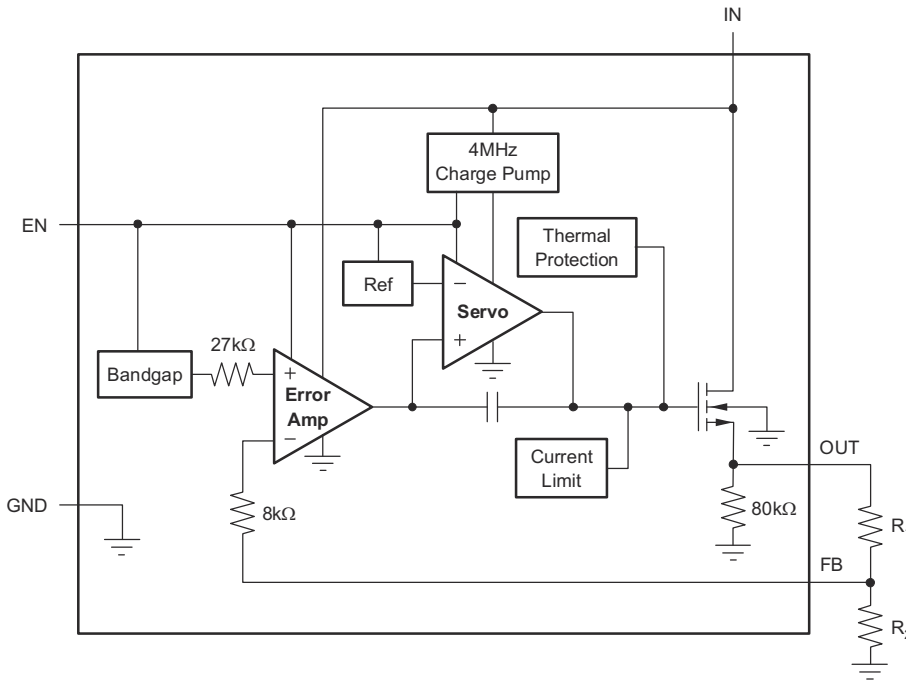 IN
4MHz
Charge Pump
EN
Thermal
Protection
Ref
−
Servo
+
27kΩ
Bandgap
+
Error
Amp
−
Current
Limit
OUT
GND
8kΩ
80kΩ
R
FB
R